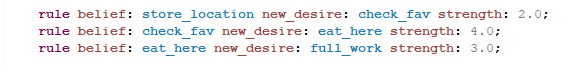 rule belief: store_location new_desire: check_fav strength: 2.0;
rule belief: check_fav new_desire: eat_here strength: 4.0;
rule belief: eat_here new_desire: full_work strength: 3.0;